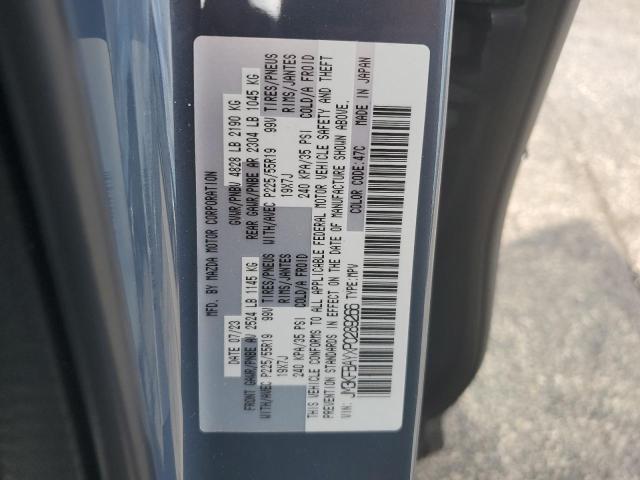 MFD. BY MAZDA MOTOR CORPORATION
DATE 07/23 GVWR/PNBV 4828 LB 2190 KG
FRONT GAWR/PNBE AV 2524 LB 1145 KG REAR GAWR/PNBE AR 2304 LB 1045 KG
WITH/AVEC P225/55R19 99V TIRES/PNEUS WITH/AVEC P225/55R19 99V TIRES/PNEUS
19X7J RIMS/JANTES 19X7J RIMS/JANTES
240 KPA/35 PSI COLD/A FROID 240 KPA/35 PSI COLD/A FROID
THIS VEHICLE CONFORMS TO ALL APPLICABLE FEDERAL MOTOR VEHICLE SAFETY AND THEFT
PREVENTION STANDARDS IN EFFECT ON THE DATE OF MANUFACTURE SHOWN ABOVE.
VIN: JM3KFBAYXP0269266 TYPE:MPV COLOR CODE:47C MADE IN JAPAN